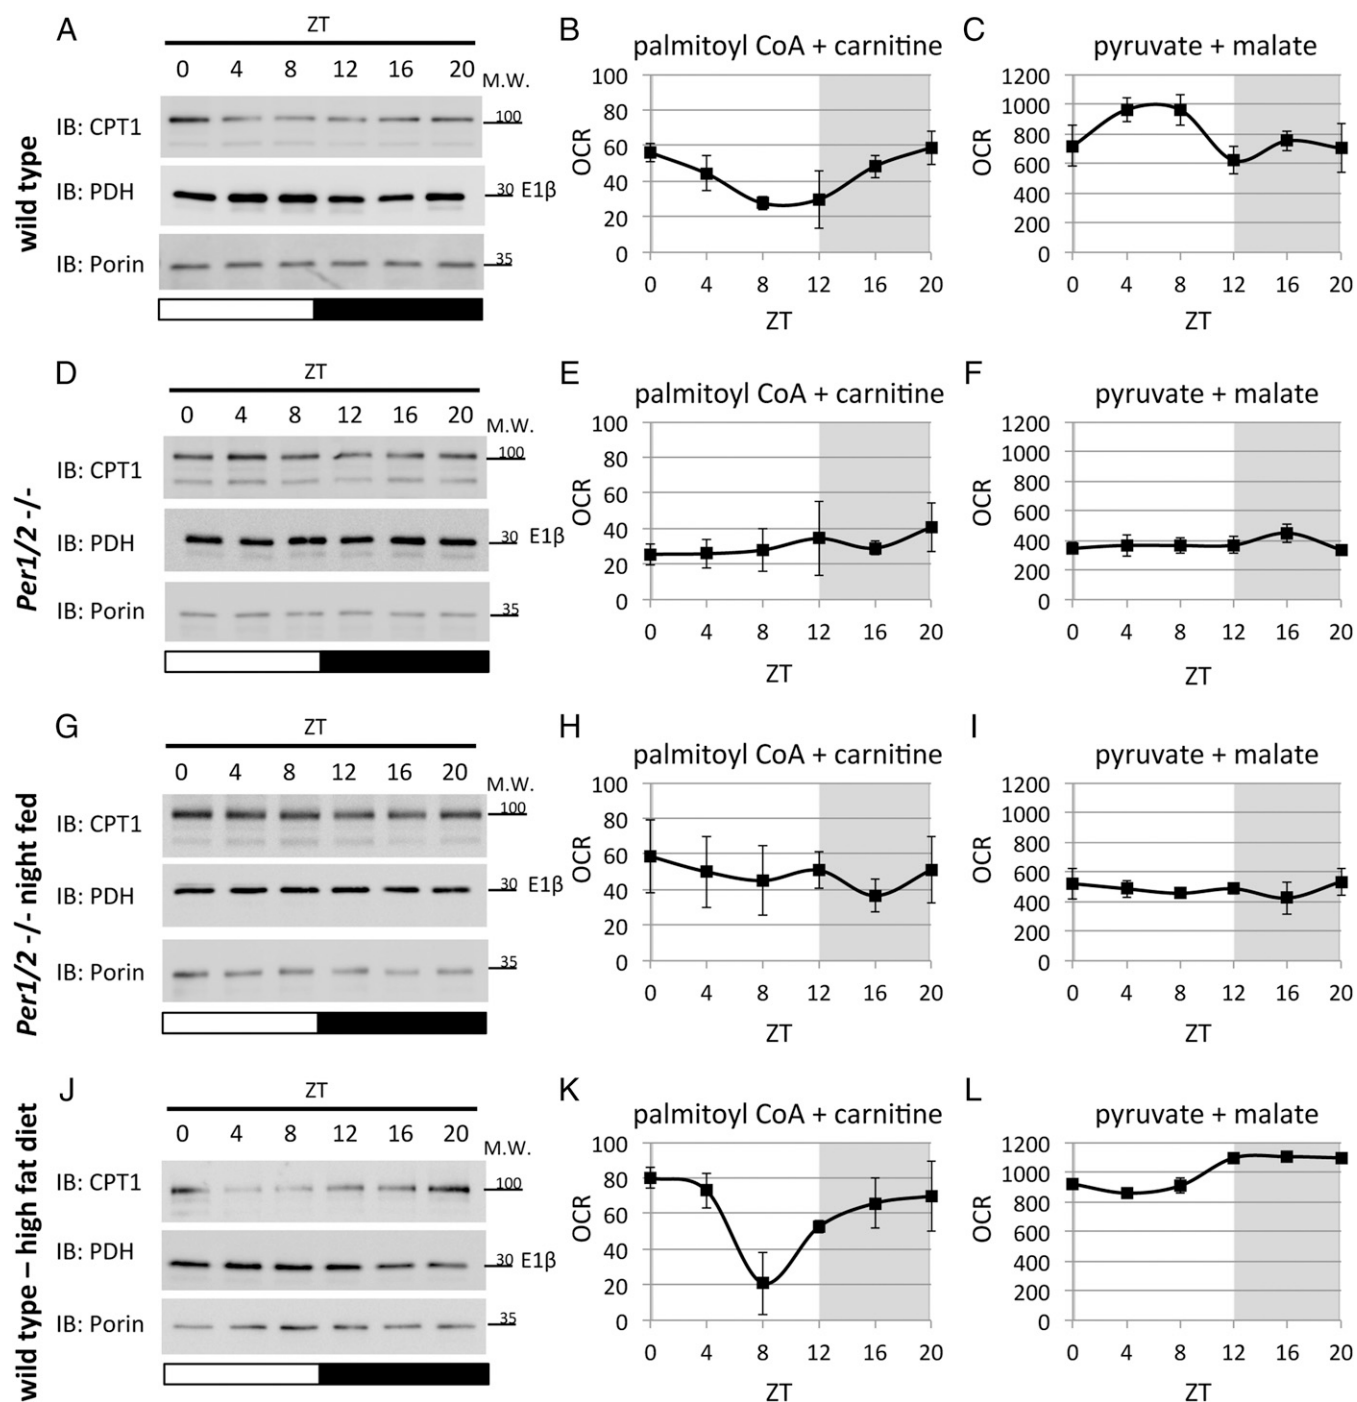 A
ZT
0 4 8 12 16 20
M.W.
wild type
IB: CPT1
100
IB: PDH
30 E1β
IB: Porin
35
B
palmitoyl CoA + carnitine
OCR
100
80
60
40
20
0
0 4 8 12 16 20
ZT
C
pyruvate + malate
OCR
1200
1000
800
600
400
200
0
0 4 8 12 16 20
ZT
D
ZT
0 4 8 12 16 20
M.W.
Per1/2 -/-
IB: CPT1
100
IB: PDH
30 E1β
IB: Porin
35
E
palmitoyl CoA + carnitine
OCR
100
80
60
40
20
0
0 4 8 12 16 20
ZT
F
pyruvate + malate
OCR
1200
1000
800
600
400
200
0
0 4 8 12 16 20
ZT
G
ZT
0 4 8 12 16 20
M.W.
Per1/2 -/- night fed
IB: CPT1
100
IB: PDH
30 E1β
IB: Porin
35
H
palmitoyl CoA + carnitine
OCR
100
80
60
40
20
0
0 4 8 12 16 20
ZT
I
pyruvate + malate
OCR
1200
1000
800
600
400
200
0
0 4 8 12 16 20
ZT
J
ZT
0 4 8 12 16 20
M.W.
wild type – high fat diet
IB: CPT1
100
IB: PDH
30 E1β
IB: Porin
35
K
palmitoyl CoA + carnitine
OCR
100
80
60
40
20
0
0 4 8 12 16 20
ZT
L
pyruvate + malate
OCR
1200
1000
800
600
400
200
0
0 4 8 12 16 20
ZT